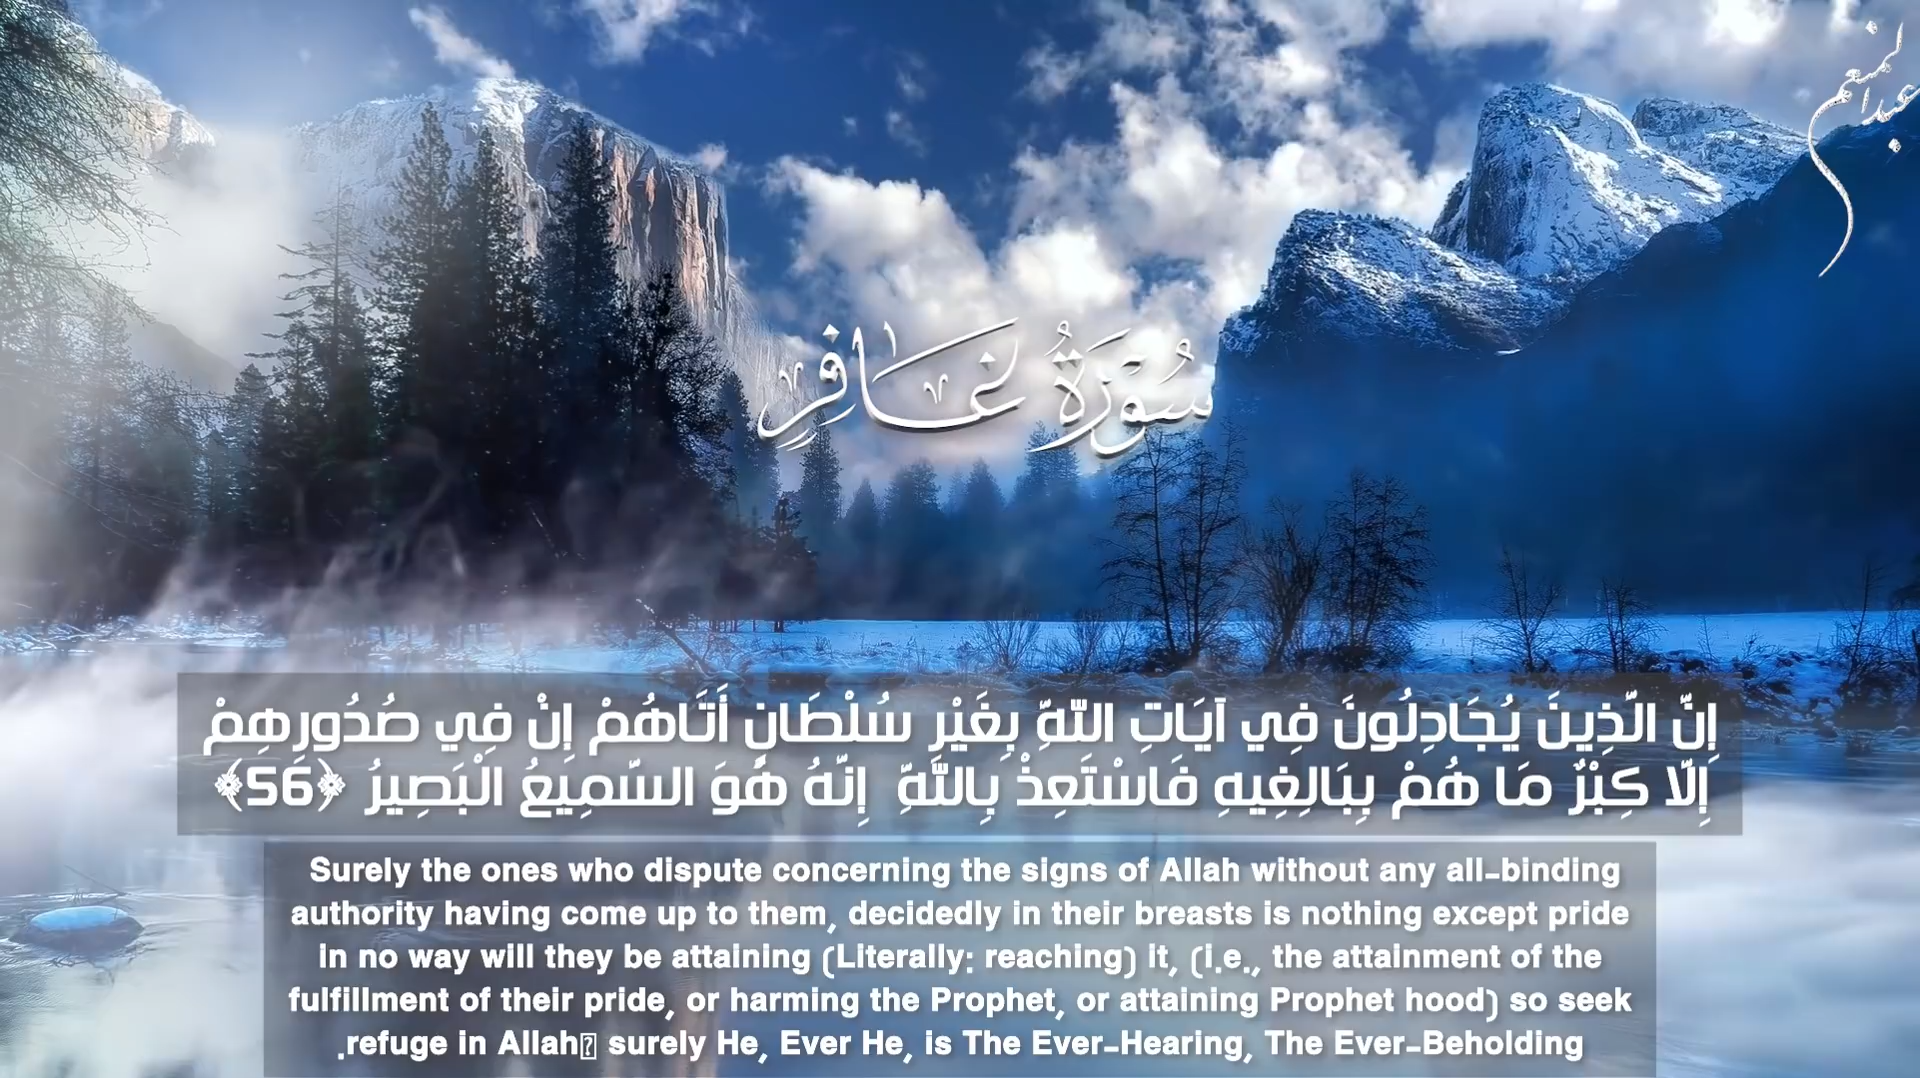 عبدالمنعم
سُورَةُ غَافِرٍ
إِنَّ الَّذِينَ يُجَادِلُونَ فِي آيَاتِ اللَّهِ بِغَيْرِ سُلْطَانٍ أَتَاهُمْ إِنْ فِي صُدُورِهِمْ
إِلَّا كِبْرٌ مَا هُمْ بِبَالِغِيهِ فَاسْتَعِذْ بِاللَّهِ إِنَّهُ هُوَ السَّمِيعُ الْبَصِيرُ ﴿56﴾
Surely the ones who dispute concerning the signs of Allah without any all-binding
authority having come up to them, decidedly in their breasts is nothing except pride
in no way will they be attaining (Literally: reaching) it, (i.e., the attainment of the
fulfillment of their pride, or harming the Prophet, or attaining Prophet hood) so seek
.refuge in Allah surely He, Ever He, is The Ever-Hearing, The Ever-Beholding